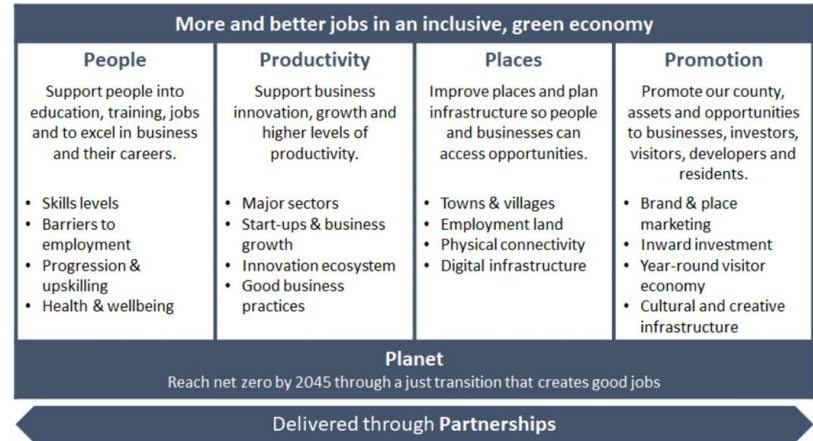 More and better jobs in an inclusive, green economy
People
Support people into
education, training, jobs
and to excel in business
and their careers.
• Skills levels
• Barriers to
employment
• Progression &
upskilling
• Health & wellbeing
Productivity
Support business
innovation, growth and
higher levels of
productivity.
• Major sectors
• Start-ups & business
growth
• Innovation ecosystem
• Good business
practices
Places
Improve places and plan
infrastructure so people
and businesses can
access opportunities.
• Towns & villages
• Employment land
• Physical connectivity
• Digital infrastructure
Promotion
Promote our county,
assets and opportunities
to businesses, investors,
visitors, developers and
residents.
• Brand & place
marketing
• Inward investment
• Year-round visitor
economy
• Cultural and creative
infrastructure
Planet
Reach net zero by 2045 through a just transition that creates good jobs
Delivered through Partnerships